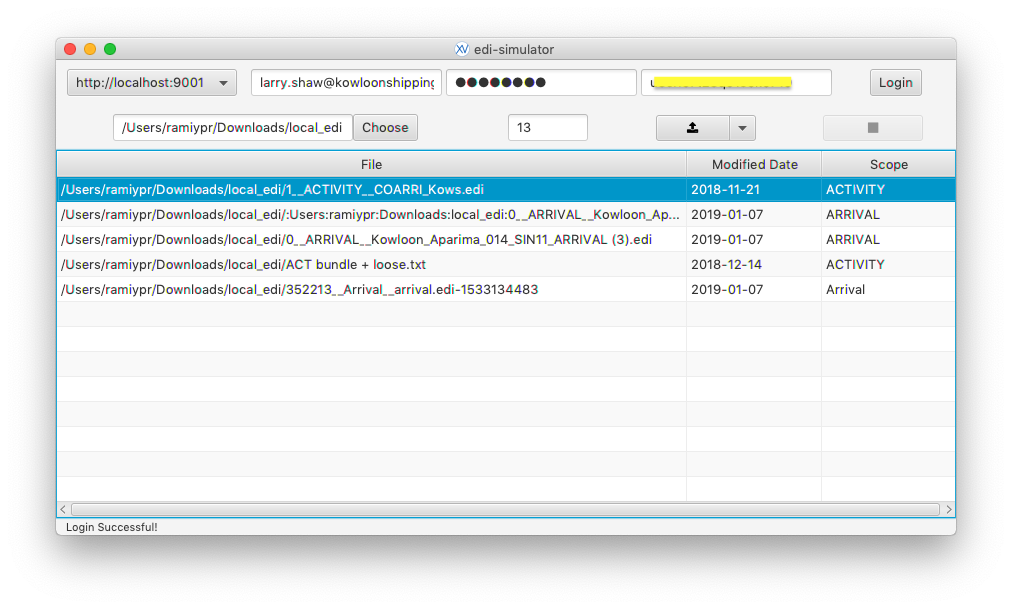 edi-simulator
http://localhost:9001 larry.shaw@kowloonshipping Login
/Users/ramiypr/Downloads/local_edi Choose 13
File Modified Date Scope
/Users/ramiypr/Downloads/local_edi/1__ACTIVITY__COARRI_Kows.edi 2018-11-21 ACTIVITY
/Users/ramiypr/Downloads/local_edi/:Users:ramiypr:Downloads:local_edi:0__ARRIVAL__Kowloon_Ap... 2019-01-07 ARRIVAL
/Users/ramiypr/Downloads/local_edi/0__ARRIVAL__Kowloon_Aparima_014_SIN11_ARRIVAL (3).edi 2019-01-07 ARRIVAL
/Users/ramiypr/Downloads/local_edi/ACT bundle + loose.txt 2018-12-14 ACTIVITY
/Users/ramiypr/Downloads/local_edi/352213__Arrival__arrival.edi-1533134483 2019-01-07 Arrival
Login Successful!